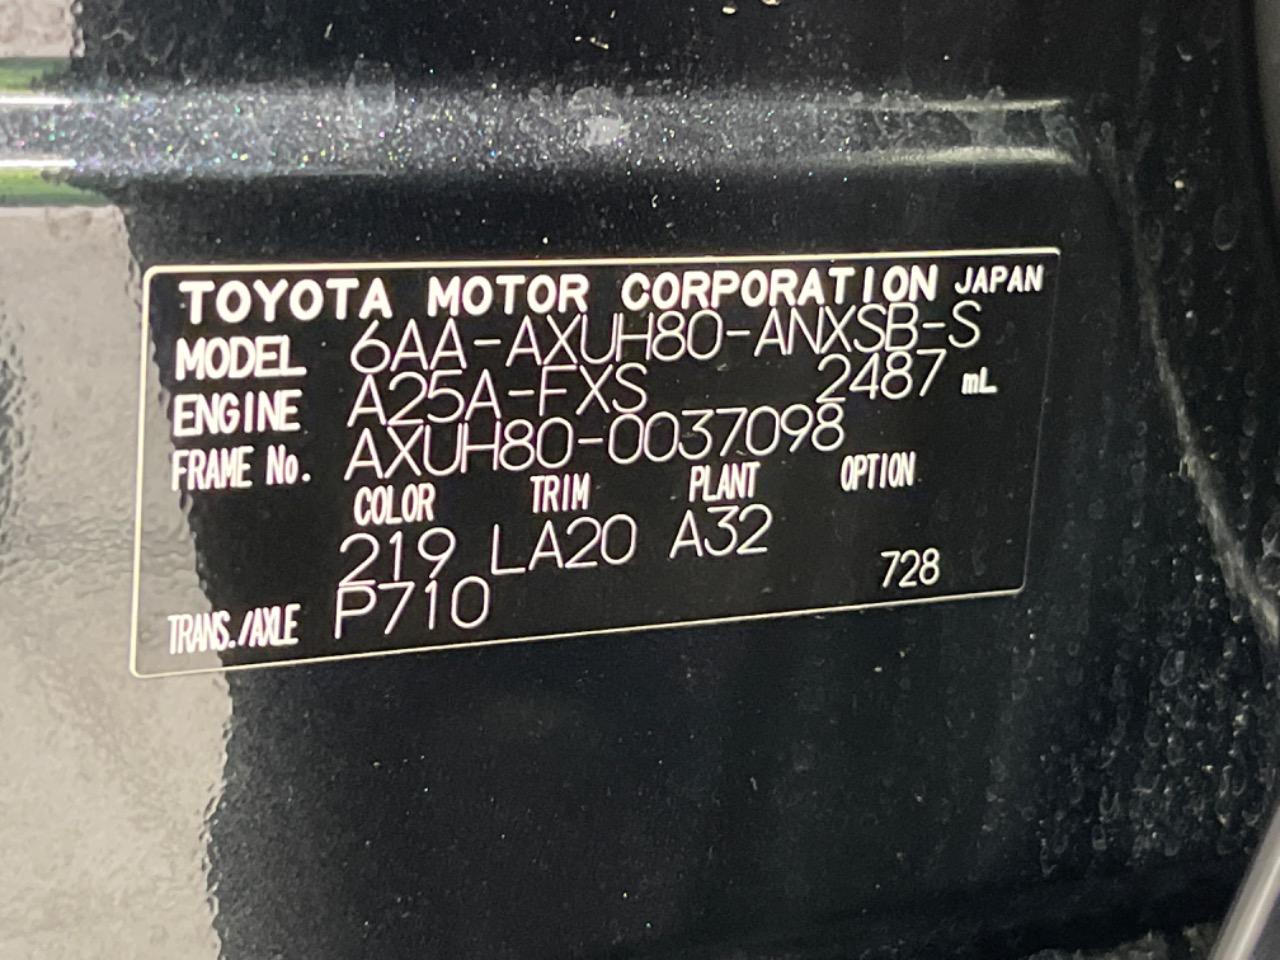 TOYOTA MOTOR CORPORATION JAPAN
MODEL 6AA-AXUH80-ANXSB-S
ENGINE A25A-FXS 2487 mL
FRAME No. AXUH80-0037098
COLOR TRIM PLANT OPTION
219 LA20 A32
TRANS./AXLE P710 728